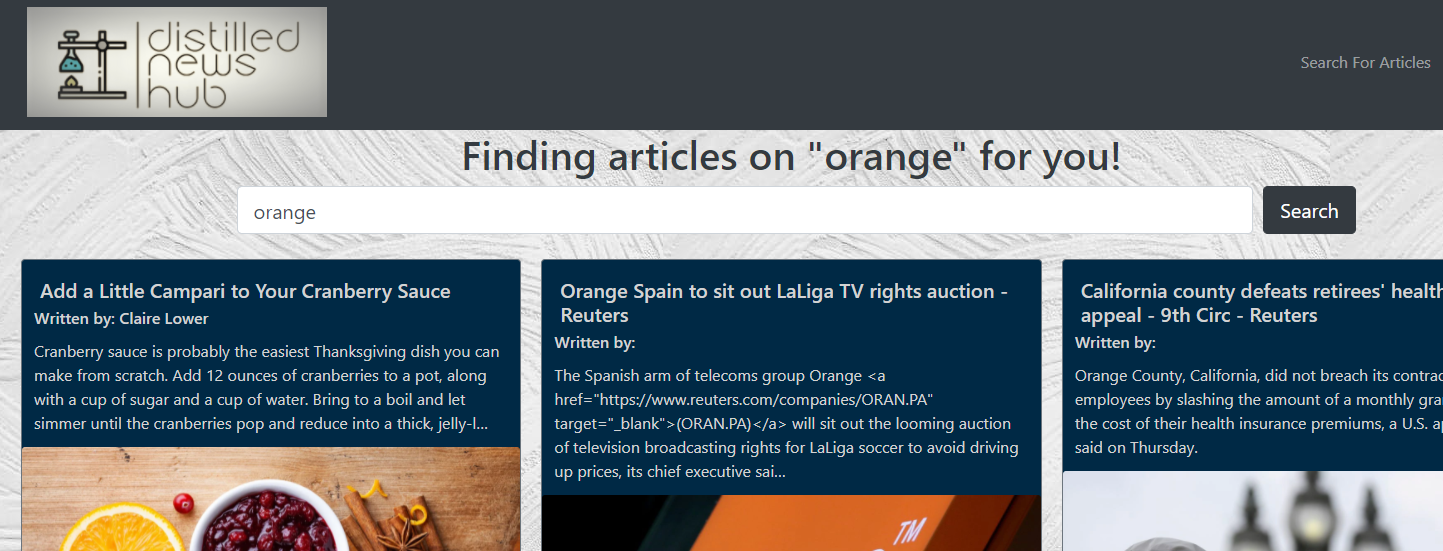 distilled
news
hub
Search For Articles
Finding articles on "orange" for you!
orange
Search
Add a Little Campari to Your Cranberry Sauce
Written by: Claire Lower
Cranberry sauce is probably the easiest Thanksgiving dish you can
make from scratch. Add 12 ounces of cranberries to a pot, along
with a cup of sugar and a cup of water. Bring to a boil and let
simmer until the cranberries pop and reduce into a thick, jelly-l...
Orange Spain to sit out LaLiga TV rights auction -
Reuters
Written by:
The Spanish arm of telecoms group Orange <a
href="https://www.reuters.com/companies/ORAN.PA"
target="_blank">(ORAN.PA)</a> will sit out the looming auction
of television broadcasting rights for LaLiga soccer to avoid driving
up prices, its chief executive sai...
TM
California county defeats retirees' health
appeal - 9th Circ - Reuters
Written by:
Orange County, California, did not breach its contrac
employees by slashing the amount of a monthly gra
the cost of their health insurance premiums, a U.S. ap
said on Thursday.